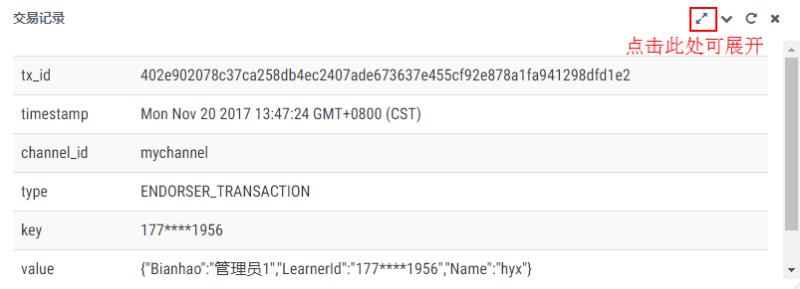 交易记录
点击此处可展开
tx_id 402e902078c37ca258db4ec2407ade673637e455cf92e878a1fa941298dfd1e2
timestamp Mon Nov 20 2017 13:47:24 GMT+0800 (CST)
channel_id mychannel
type ENDORSER_TRANSACTION
key 177****1956
value {"Bianhao":"管理员1","LearnerId":"177****1956","Name":"hyx"}